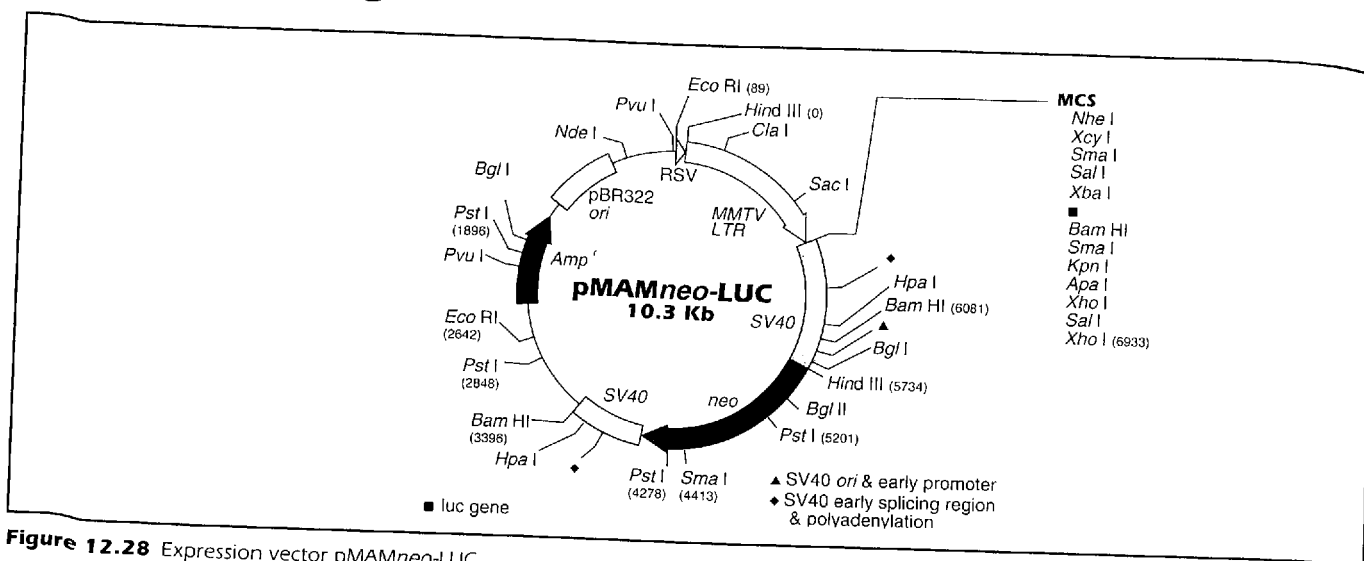 Eco RI (89)
Pvu I
Hind III (0)
Nde I
Cla I
Bgl I
RSV
Sac I
pBR322
ori
MMTV
LTR
Pst I
(1896)
Pvu I
Amp r
pMAMneo-LUC
10.3 Kb
SV40
Hpa I
Bam HI (6081)
Bgl I
Eco RI
(2642)
Hind III (5734)
Pst I
(2848)
SV40
neo
Bgl II
Bam HI
(3396)
Pst I (5201)
Hpa I
Pst I
(4278)
Sma I
(4413)
MCS
Nhe I
Xcy I
Sma I
Sal I
Xba I
■
Bam HI
Sma I
Kpn I
Apa I
Xho I
Sal I
Xho I (6933)
▲ SV40 ori & early promoter
◆ SV40 early splicing region
& polyadenylation
■ luc gene
Figure 12.28 Expression vector pMAMneo-LUC